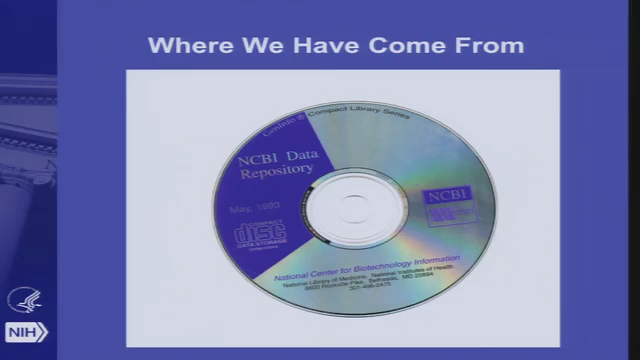 Where We Have Come From
GenInfo ® Compact Library Series
NCBI Data
Repository
May, 1993
COMPACT
disc
DATA STORAGE
NCBI
National Center for Biotechnology Information
National Library of Medicine, National Institutes of Health
8600 Rockville Pike, Bethesda, MD 20894
301-496-2475
NIH